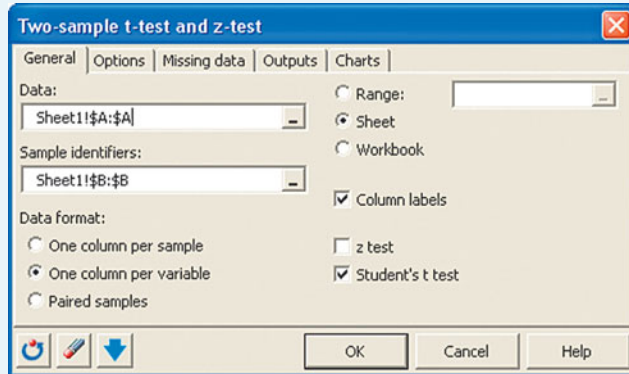 Two-sample t-test and z-test
General
Options
Missing data
Outputs
Charts
Data:
Sheet1!$A:$A
Sample identifiers:
Sheet1!$B:$B
Data format:
One column per sample
One column per variable
Paired samples
Range:
...
Sheet
Workbook
Column labels
z test
Student's t test
OK
Cancel
Help